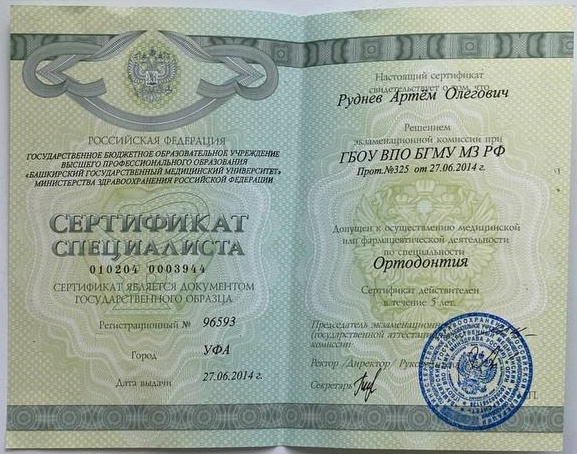 РОССИЙСКАЯ ФЕДЕРАЦИЯ
ГОСУДАРСТВЕННОЕ БЮДЖЕТНОЕ ОБРАЗОВАТЕЛЬНОЕ УЧРЕЖДЕНИЕ
ВЫСШЕГО ПРОФЕССИОНАЛЬНОГО ОБРАЗОВАНИЯ
«БАШКИРСКИЙ ГОСУДАРСТВЕННЫЙ МЕДИЦИНСКИЙ УНИВЕРСИТЕТ»
МИНИСТЕРСТВА ЗДРАВООХРАНЕНИЯ РОССИЙСКОЙ ФЕДЕРАЦИИ
СЕРТИФИКАТ
СПЕЦИАЛИСТА
010204 0003944
СЕРТИФИКАТ ЯВЛЯЕТСЯ ДОКУМЕНТОМ
ГОСУДАРСТВЕННОГО ОБРАЗЦА
Регистрационный № 96593
Город УФА
Дата выдачи 27.06.2014 г.
Настоящий сертификат
свидетельствует о том, что
Руднев Артём Олегович
Решением
экзаменационной комиссии при
ГБОУ ВПО БГМУ МЗ РФ
Прот.№325 от 27.06.2014 г.
Допущен к осуществлению медицинской
или фармацевтической деятельности
по специальности
Ортодонтия
Сертификат действителен
в течение 5 лет.
Председатель экзаменационной
(государственной
комиссии
Ректор /Директор/
Секретарь